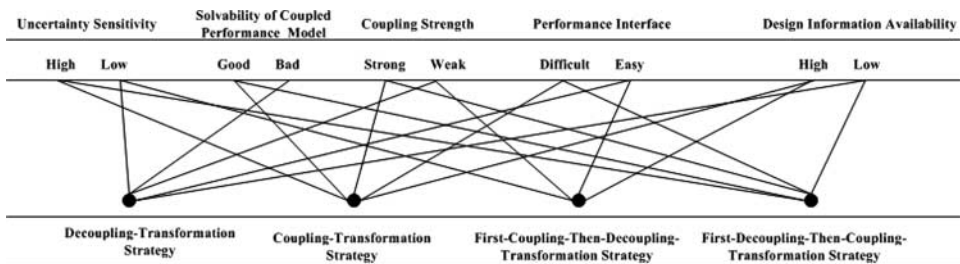 Uncertainty Sensitivity
Solvability of Coupled
Performance Model
Coupling Strength
Performance Interface
Design Information Availability
High Low Good Bad Strong Weak Difficult Easy High Low
Decoupling-Transformation
Strategy
Coupling-Transformation
Strategy
First-Coupling-Then-Decoupling-
Transformation Strategy
First-Decoupling-Then-Coupling-
Transformation Strategy